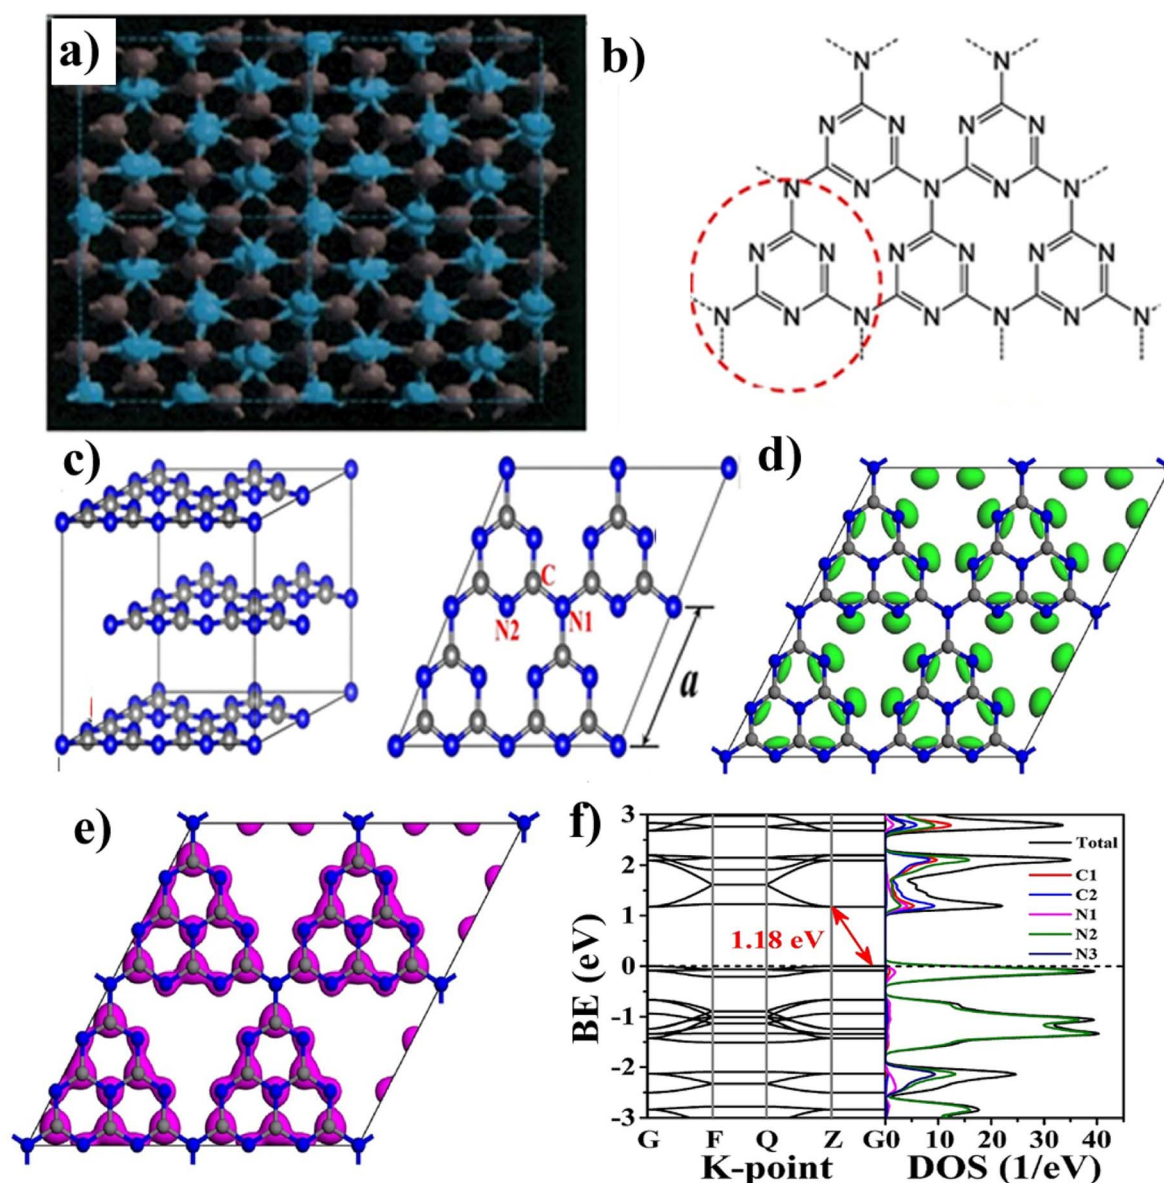 a)
b)
N N
N N N N
N N N N N
N N N N N N
N N N N N N N
c)
C
N2 N1
a
d)
e)
f)
3
2
1
0
-1
-2
-3
BE (eV)
1.18 eV
Total
C1
C2
N1
N2
N3
G F Q Z G0 10 20 30 40
K-point DOS (1/eV)